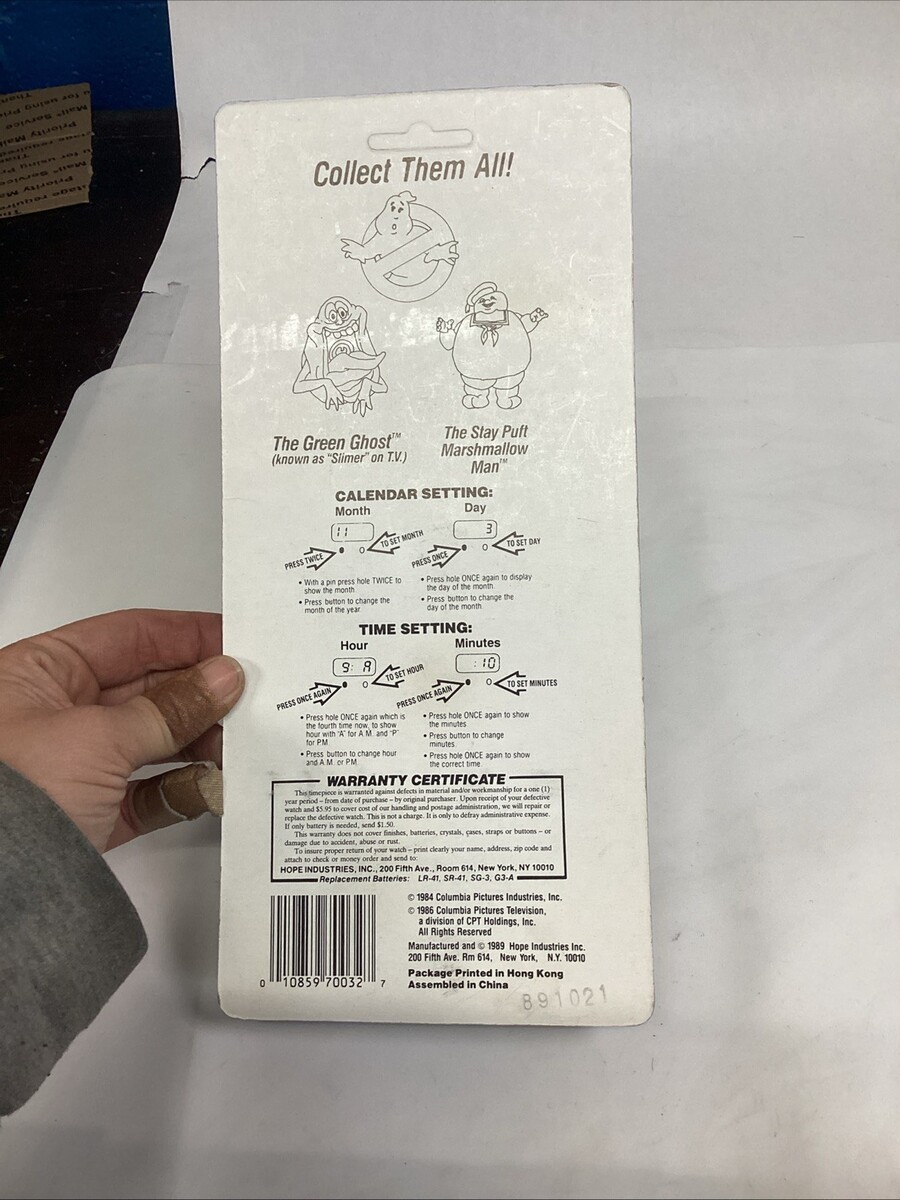 Collect Them All!
The Green Ghost™
(known as "Slimer" on T.V.)
The Stay Puft
Marshmallow
Man™
CALENDAR SETTING:
Month
11
PRESS TWICE
TO SET MONTH
• With a pin press hole TWICE to
show the month.
• Press button to change the
month of the year.
Day
3
PRESS ONCE
TO SET DAY
• Press hole ONCE again to display
the day of the month.
• Press button to change the
day of the month.
TIME SETTING:
Hour
9: A
PRESS ONCE AGAIN
TO SET HOUR
• Press hole ONCE again which is
the fourth time now, to show
hour with "A" for A.M. and "P"
for P.M.
• Press button to change hour
and A.M. or P.M.
Minutes
:10
PRESS ONCE AGAIN
TO SET MINUTES
• Press hole ONCE again to show
the minutes.
• Press button to change
minutes.
• Press hole ONCE again to show
the correct time.
WARRANTY CERTIFICATE
This timepiece is warranted against defects in material and/or workmanship for a one (1)
year period – from date of purchase – by original purchaser. Upon receipt of your defective
watch and $5.95 to cover cost of our handling and postage administration, we will repair or
replace the defective watch. This is not a charge. It is only to defray administrative expense.
If only battery is needed, send $1.50.
This warranty does not cover finishes, batteries, crystals, cases, straps or buttons – or
damage due to accident, abuse or rust.
To insure proper return of your watch – print clearly your name, address, zip code and
attach to check or money order and send to:
HOPE INDUSTRIES, INC., 200 Fifth Ave., Room 614, New York, NY 10010
Replacement Batteries: LR-41, SR-41, SG-3, G3-A
0 10859 70032 7
© 1984 Columbia Pictures Industries, Inc.
© 1986 Columbia Pictures Television,
a division of CPT Holdings, Inc.
All Rights Reserved
Manufactured and © 1989 Hope Industries Inc.
200 Fifth Ave. Rm 614, New York, N.Y. 10010
Package Printed in Hong Kong
Assembled in China
891021